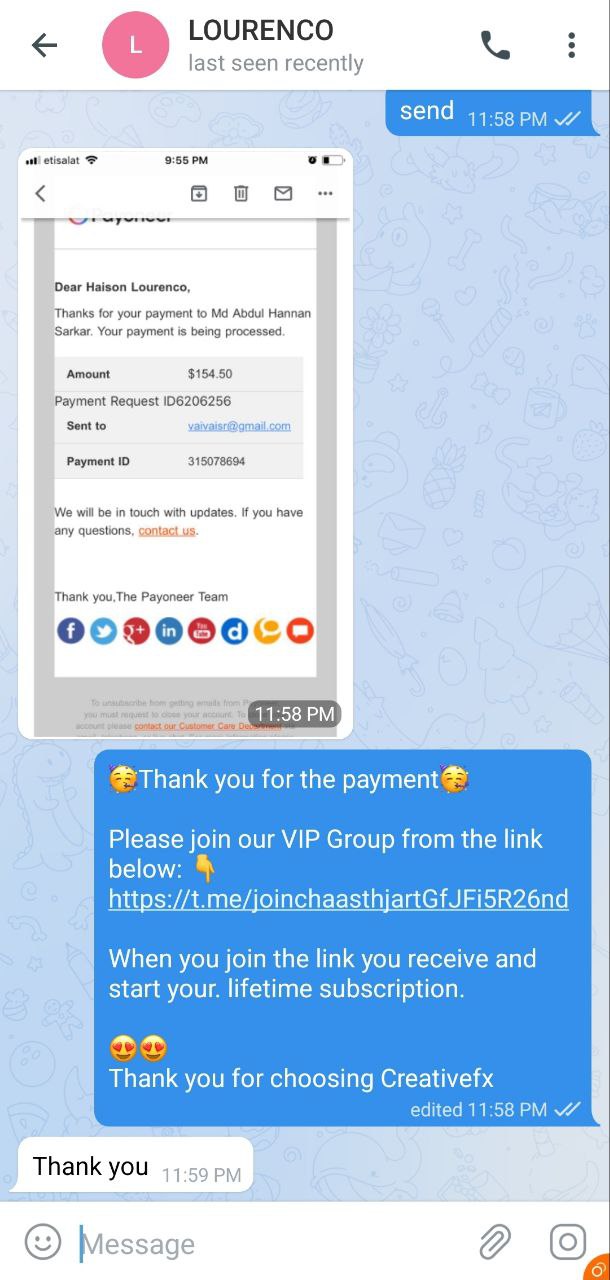 LOURENCO
last seen recently
send 11:58 PM
etisalat 9:55 PM
Payoneer
Dear Haison Lourenco,
Thanks for your payment to Md Abdul Hannan
Sarkar. Your payment is being processed.
Amount $154.50
Payment Request ID6206256
Sent to vaivaisr@gmail.com
Payment ID 315078694
We will be in touch with updates. If you have
any questions, contact us.
Thank you,The Payoneer Team
To unsubscribe from getting emails from
you must request to close your account. To
account please contact our Customer Care Department via
11:58 PM
🥳Thank you for the payment🥳
Please join our VIP Group from the link
below: 👇
https://t.me/joinchaasthjartGfJFi5R26nd
When you join the link you receive and
start your. lifetime subscription.
😍😍
Thank you for choosing Creativefx
edited 11:58 PM
Thank you 11:59 PM
Message